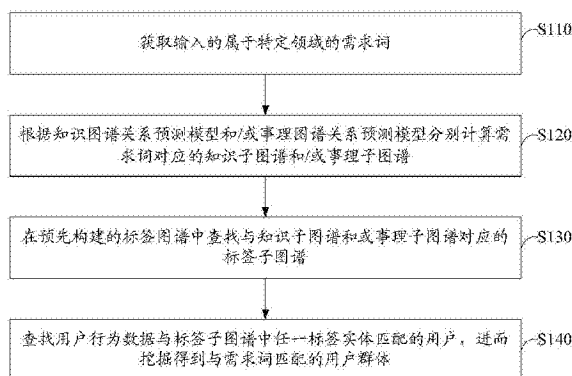 获取输入的属于特定领域的需求词
S110
根据知识图谱关系预测模型和/或事理图谱关系预测模型分别计算需
求词对应的知识子图谱和/或事理子图谱
S120
在预先构建的标签图谱中查找与知识子图谱和或事理子图谱对应的
标签子图谱
S130
查找用户行为数据与标签子图谱中任一标签实体匹配的用户，进而
挖掘得到与需求词匹配的用户群体
S140